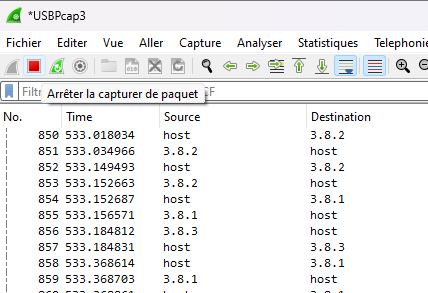 *USBPcap3
Fichier Editer Vue Aller Capture Analyser Statistiques Telephonie
Filtr Arrêter la capturer de paquet CF
No. Time Source Destination
850 533.018034 host 3.8.2
851 533.034966 3.8.2 host
852 533.149493 host 3.8.2
853 533.152663 3.8.2 host
854 533.152687 host 3.8.1
855 533.156571 3.8.1 host
856 533.184812 3.8.3 host
857 533.184831 host 3.8.3
858 533.368614 host 3.8.1
859 533.368703 3.8.1 host